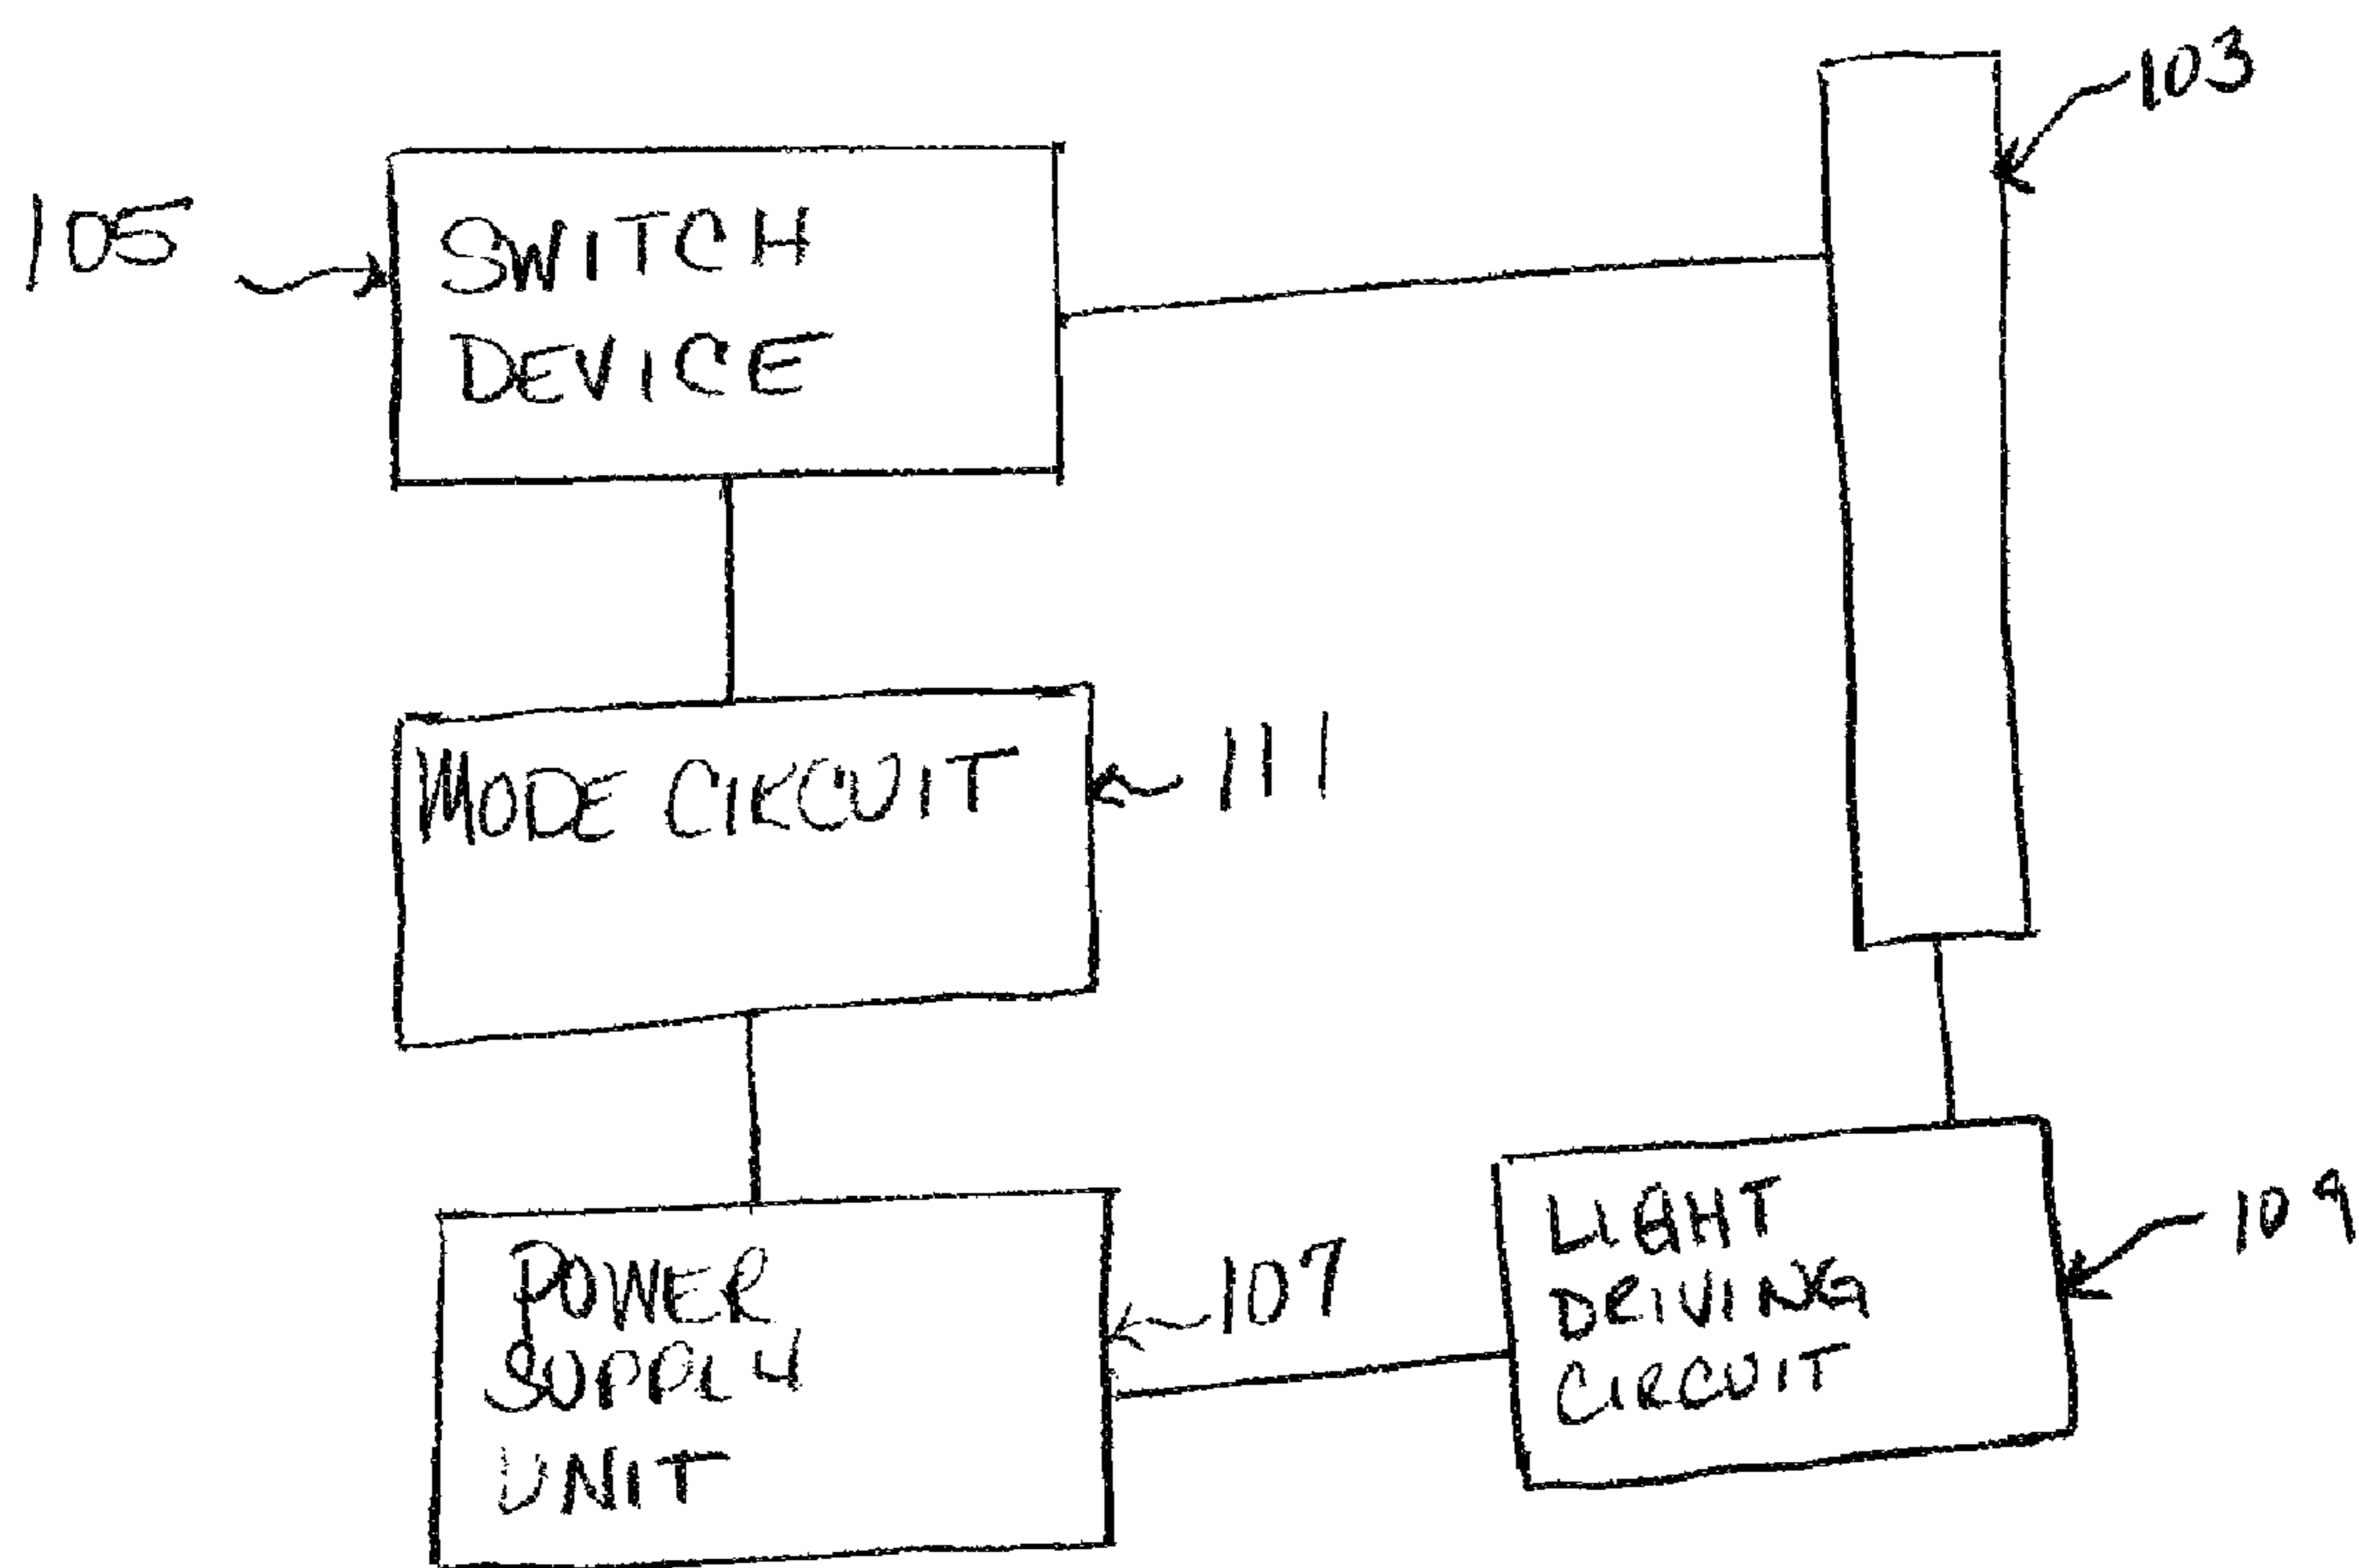 103
105
SWITCH
DEVICE
MODE CIRCUIT
111
POWER
SUPPLY
UNIT
107
LIGHT
DRIVING
CIRCUIT
109